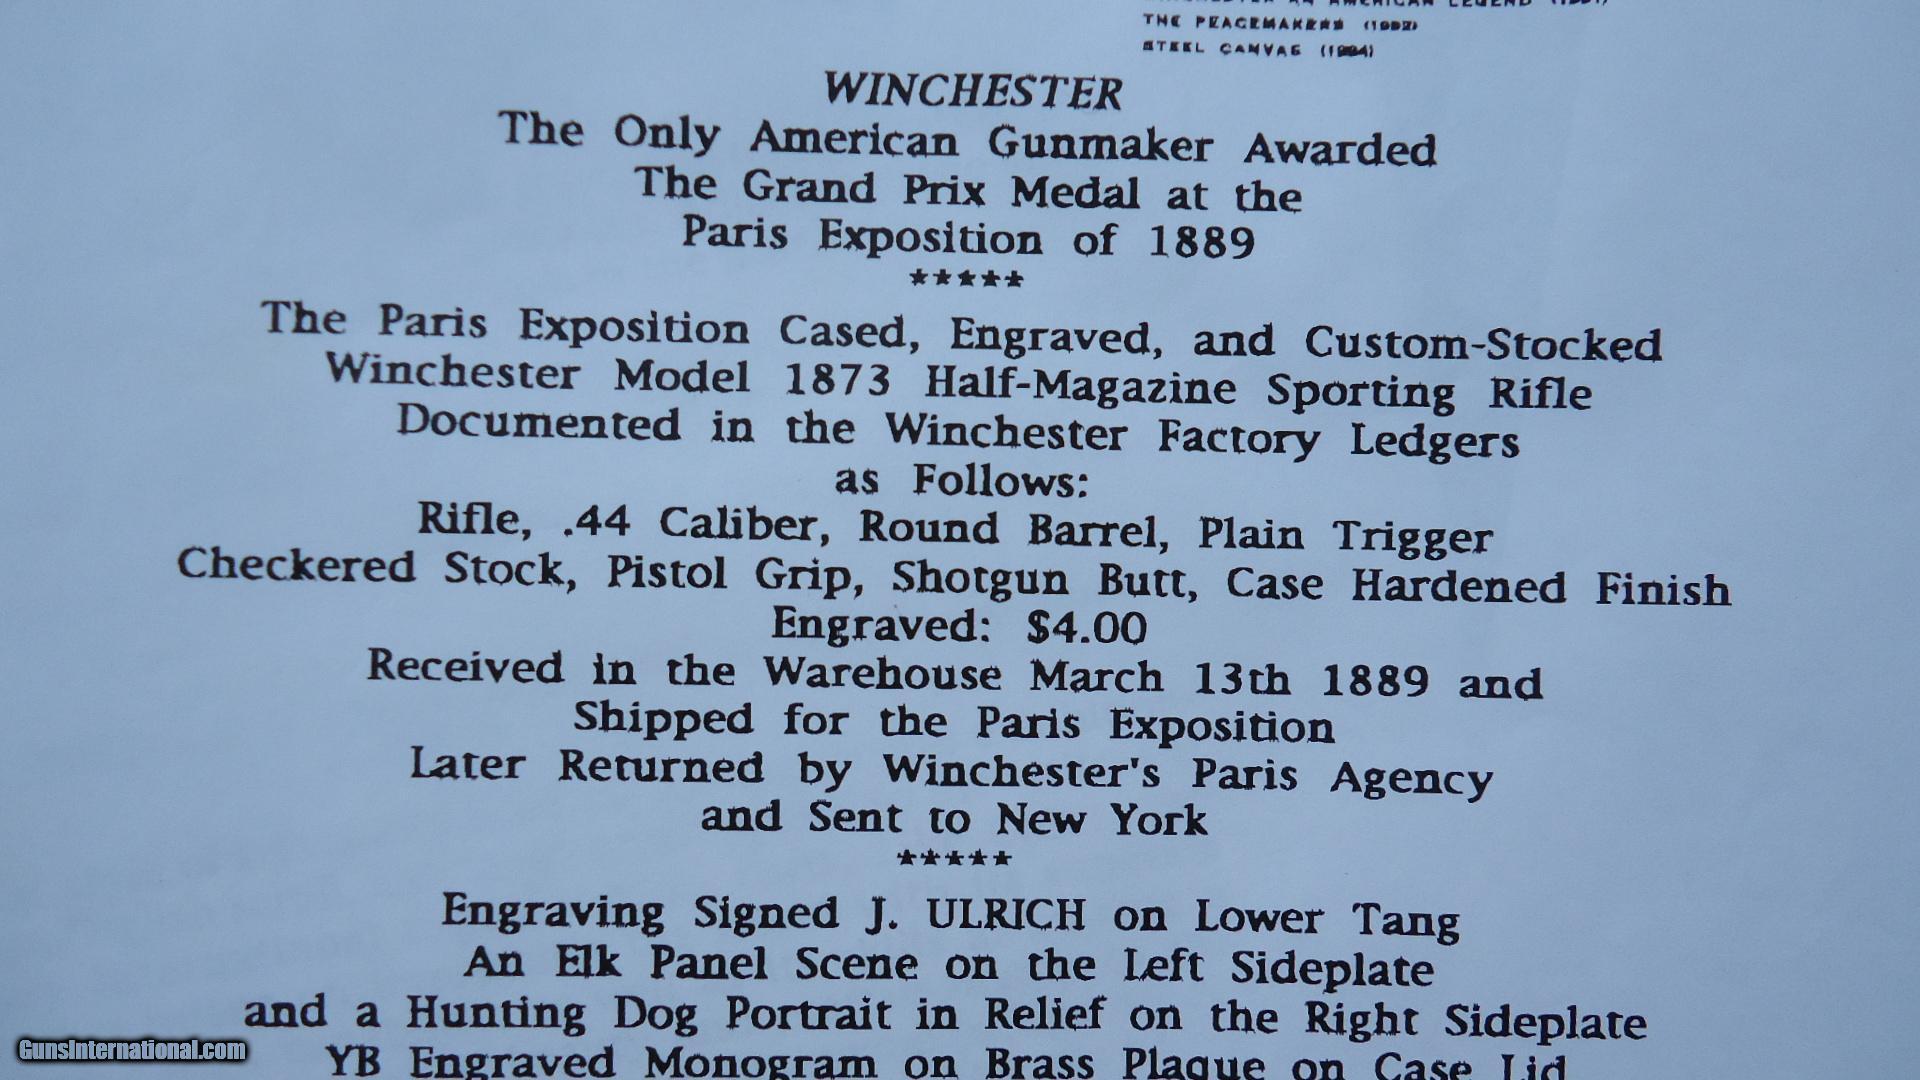 AN AMERICAN LEGEND
THE PEACEMAKERS (1992)
STEEL CANVAS (1994)
WINCHESTER
The Only American Gunmaker Awarded
The Grand Prix Medal at the
Paris Exposition of 1889
*****
The Paris Exposition Cased, Engraved, and Custom-Stocked
Winchester Model 1873 Half-Magazine Sporting Rifle
Documented in the Winchester Factory Ledgers
as Follows:
Rifle, .44 Caliber, Round Barrel, Plain Trigger
Checkered Stock, Pistol Grip, Shotgun Butt, Case Hardened Finish
Engraved: $4.00
Received in the Warehouse March 13th 1889 and
Shipped for the Paris Exposition
Later Returned by Winchester's Paris Agency
and Sent to New York
*****
Engraving Signed J. ULRICH on Lower Tang
An Elk Panel Scene on the Left Sideplate
and a Hunting Dog Portrait in Relief on the Right Sideplate
YB Engraved Monogram on Brass Plaque on Case Lid
GunsInternational.com